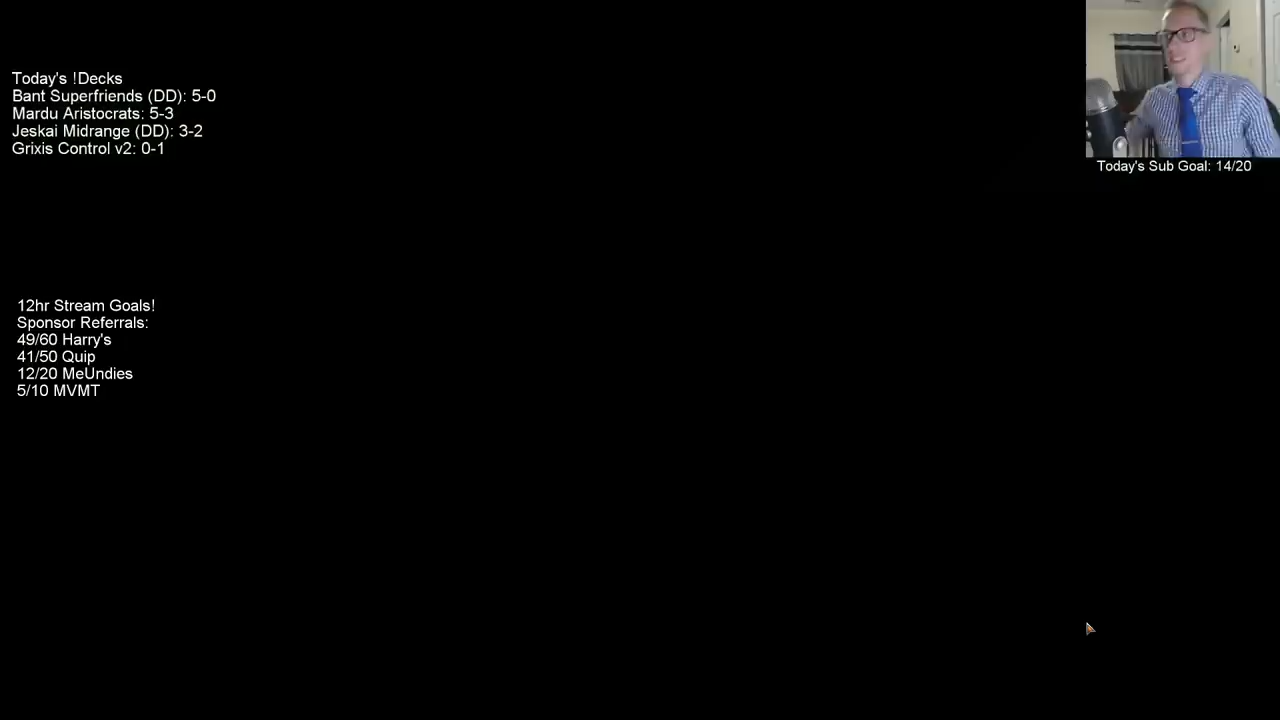 Today's !Decks
Bant Superfriends (DD): 5-0
Mardu Aristocrats: 5-3
Jeskai Midrange (DD): 3-2
Grixis Control v2: 0-1
Today's Sub Goal: 14/20
12hr Stream Goals!
Sponsor Referrals:
49/60 Harry's
41/50 Quip
12/20 MeUndies
5/10 MVMT